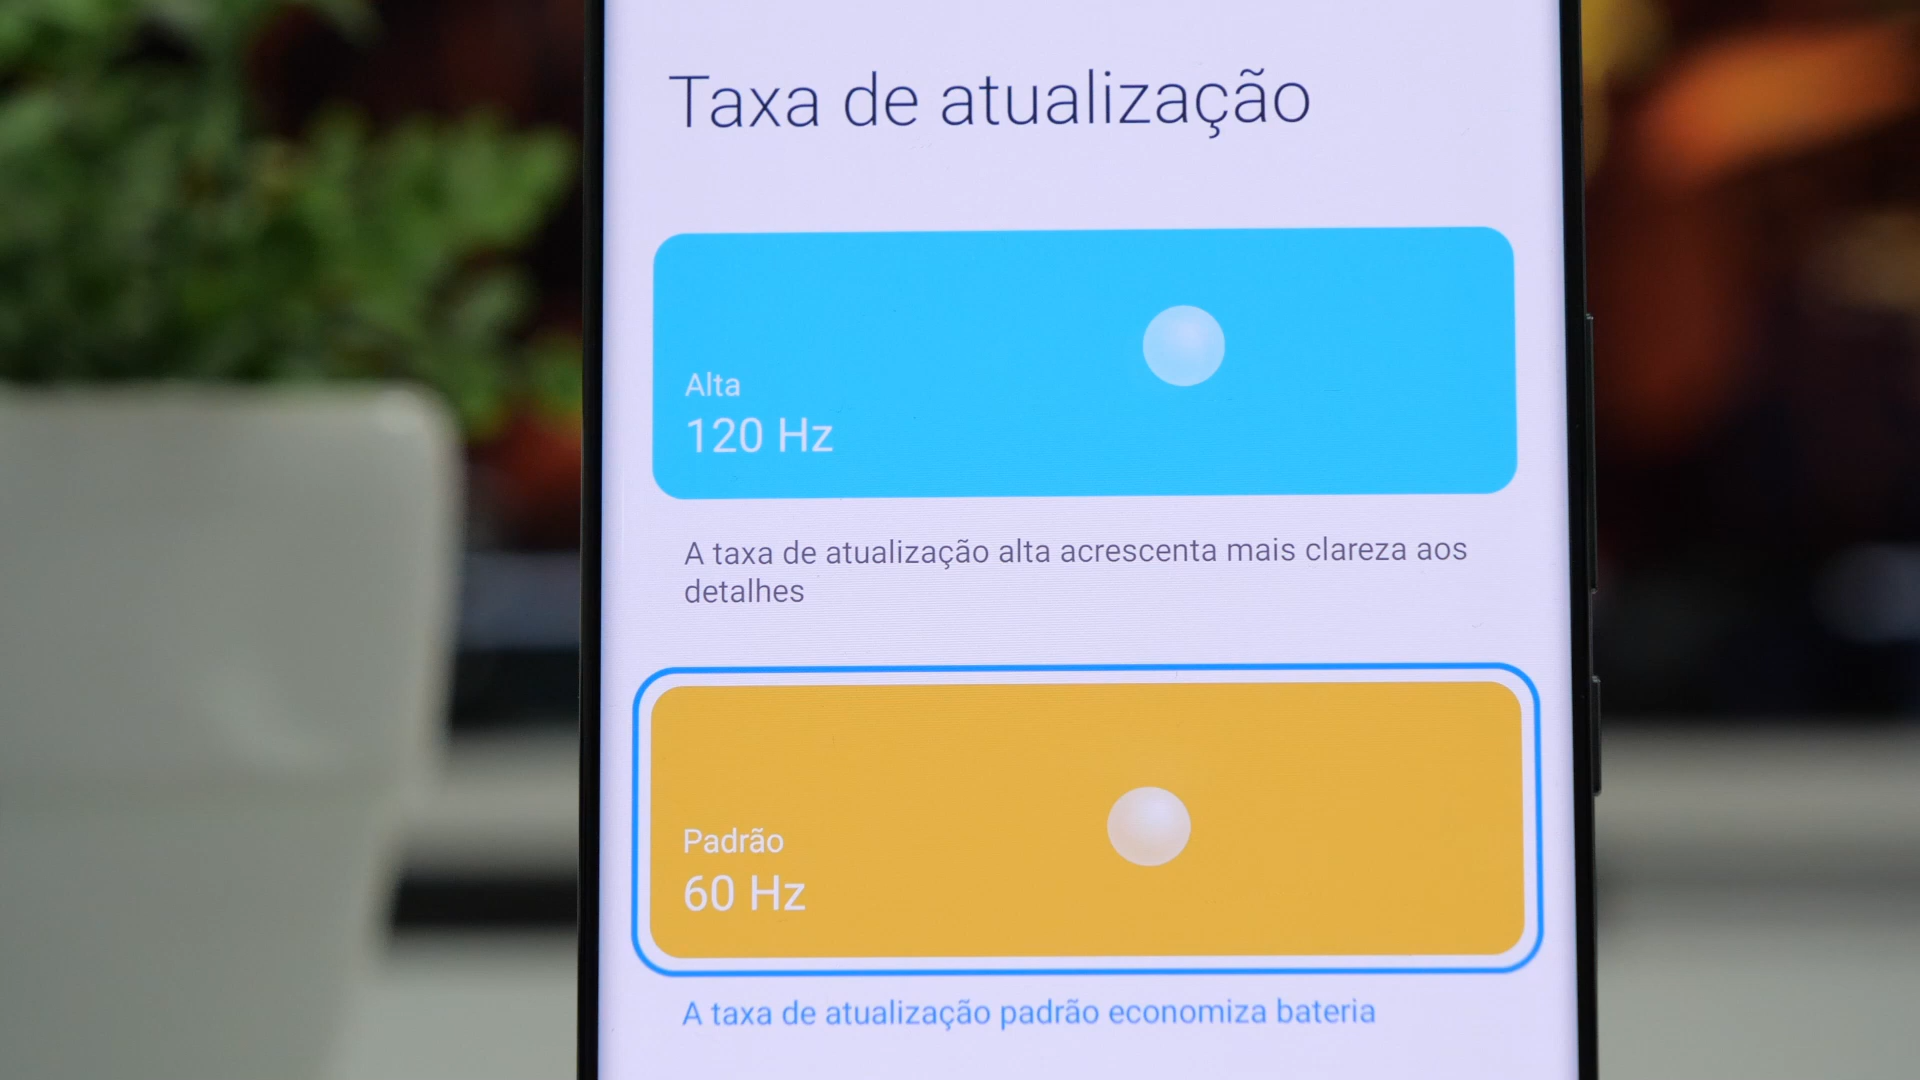 Taxa de atualização
Alta
120 Hz
A taxa de atualização alta acrescenta mais clareza aos
detalhes
Padrão
60 Hz
A taxa de atualização padrão economiza bateria